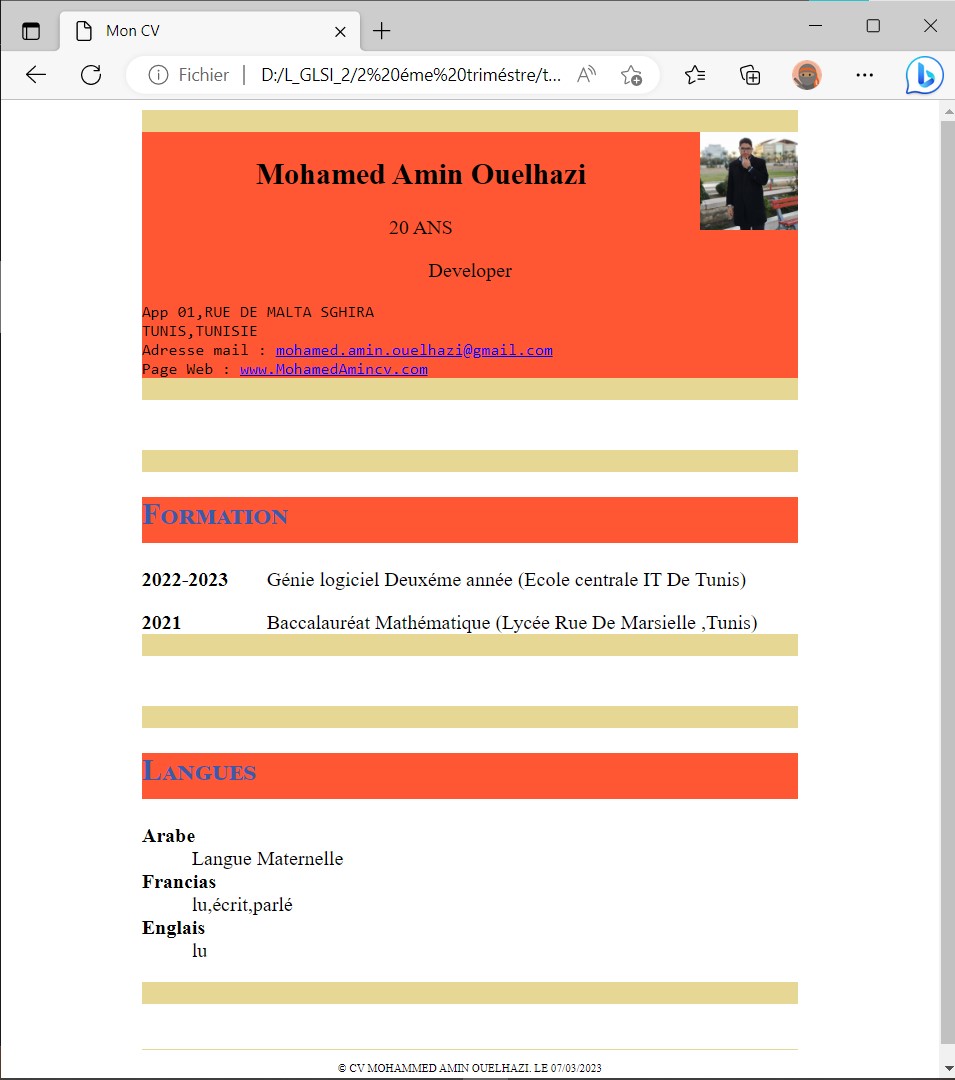 Mon CV
Fichier
D:/L_GLSI_2/2%20éme%20triméstre/t...
Mohamed Amin Ouelhazi
20 ANS
Developer
App 01,RUE DE MALTA SGHIRA
TUNIS,TUNISIE
Adresse mail : mohamed.amin.ouelhazi@gmail.com
Page Web : www.MohamedAmincv.com
Formation
2022-2023 Génie logiciel Deuxéme année (Ecole centrale IT De Tunis)
2021 Baccalauréat Mathématique (Lycée Rue De Marsielle ,Tunis)
Langues
Arabe
Langue Maternelle
Francias
lu,écrit,parlé
Englais
lu
© CV MOHAMMED AMIN OUELHAZI. LE 07/03/2023